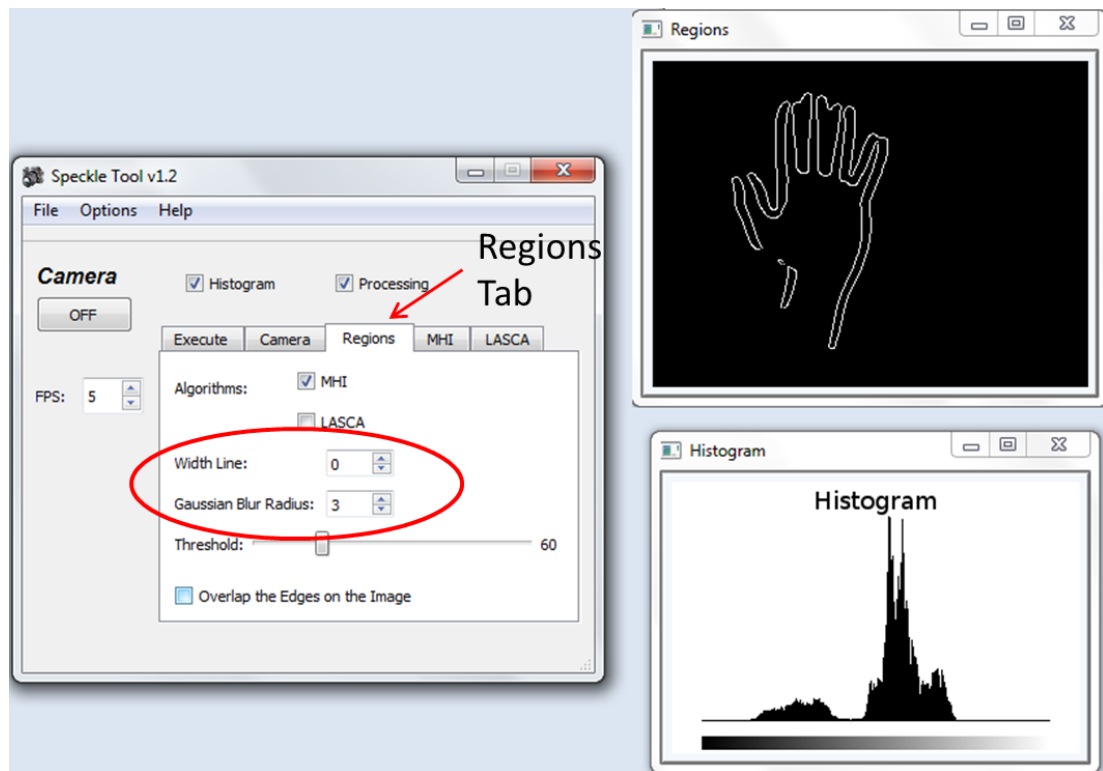 Speckle Tool v1.2
File Options Help
Regions
Tab
Camera
OFF
Histogram
Processing
Execute Camera Regions MHI LASCA
FPS: 5
Algorithms: MHI
LASCA
Width Line: 0
Gaussian Blur Radius: 3
Threshold: 60
Overlap the Edges on the Image
Regions
Histogram
Histogram